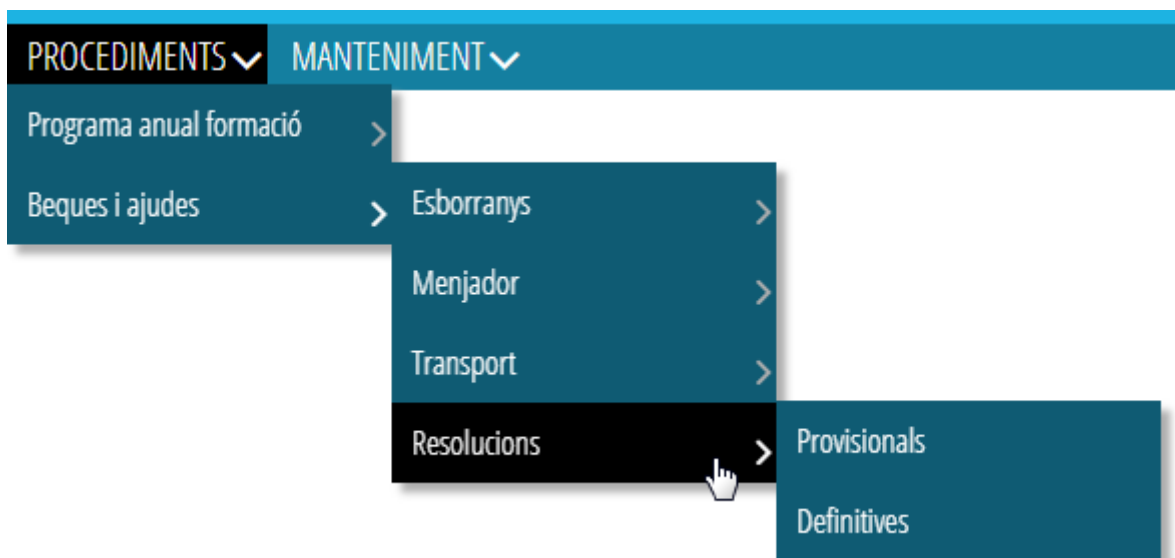 PROCEDIMENTS MANTENIMENT
Programa anual formació
Beques i ajudes
Esborranys
Menjador
Transport
Resolucions
Provisionals
Definitives